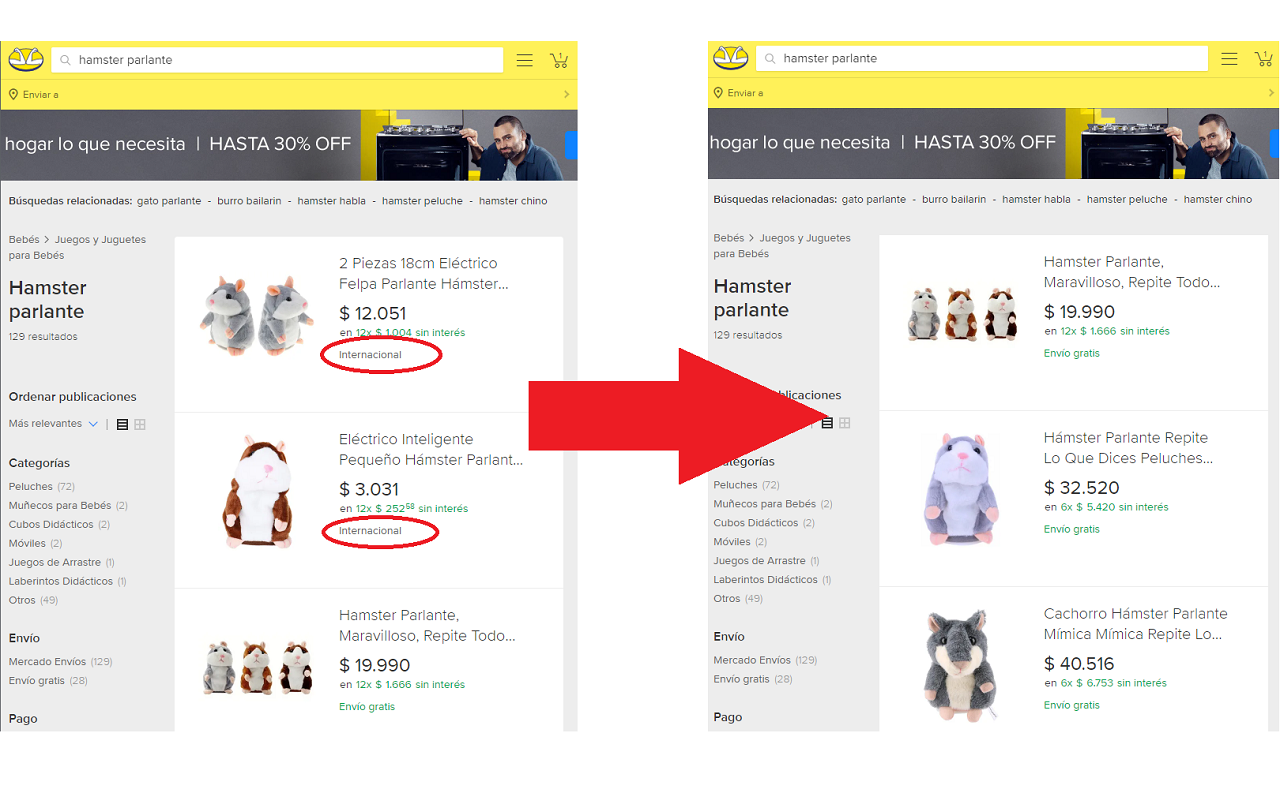 hamster parlante
1
Enviar a
hogar lo que necesita | HASTA 30% OFF
Búsquedas relacionadas: gato parlante - burro bailarin - hamster habla - hamster peluche - hamster chino
Bebés > Juegos y Juguetes
para Bebés
Hamster
parlante
129 resultados
Ordenar publicaciones
Más relevantes
Categorías
Peluches (72)
Muñecos para Bebés (2)
Cubos Didácticos (2)
Móviles (2)
Juegos de Arrastre (1)
Laberintos Didácticos (1)
Otros (49)
Envío
Mercado Envíos (129)
Envío gratis (28)
Pago
2 Piezas 18cm Eléctrico
Felpa Parlante Hámster...
$ 12.051
en 12x $ 1.004 sin interés
Internacional
Eléctrico Inteligente
Pequeño Hámster Parlant...
$ 3.031
en 12x $ 252⁵⁸ sin interés
Internacional
Hamster Parlante,
Maravilloso, Repite Todo...
$ 19.990
en 12x $ 1.666 sin interés
Envío gratis
hamster parlante
1
Enviar a
hogar lo que necesita | HASTA 30% OFF
Búsquedas relacionadas: gato parlante - burro bailarin - hamster habla - hamster peluche - hamster chino
Bebés > Juegos y Juguetes
para Bebés
Hamster
parlante
129 resultados
blicaciones
tegorías
Peluches (72)
Muñecos para Bebés (2)
Cubos Didácticos (2)
Móviles (2)
Juegos de Arrastre (1)
Laberintos Didácticos (1)
Otros (49)
Envío
Mercado Envíos (129)
Envío gratis (28)
Pago
Hamster Parlante,
Maravilloso, Repite Todo...
$ 19.990
en 12x $ 1.666 sin interés
Envío gratis
Hámster Parlante Repite
Lo Que Dices Peluches...
$ 32.520
en 6x $ 5.420 sin interés
Envío gratis
Cachorro Hámster Parlante
Mímica Mímica Repite Lo...
$ 40.516
en 6x $ 6.753 sin interés
Envío gratis